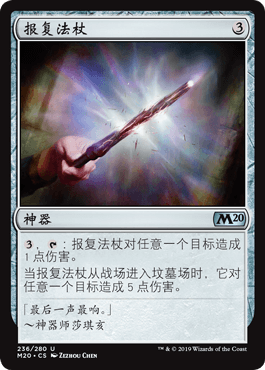 报复法杖 3
神器 M20
3，：报复法杖对任意一个目标造成
1点伤害。
当报复法杖从战场进入坟墓场时，它对
任意一个目标造成5点伤害。
「最后一声最响。」
～神器师莎琪亥
236/280 U
M20 • CS ZEZHOU CHEN
™ & © 2019 Wizards of the Coast